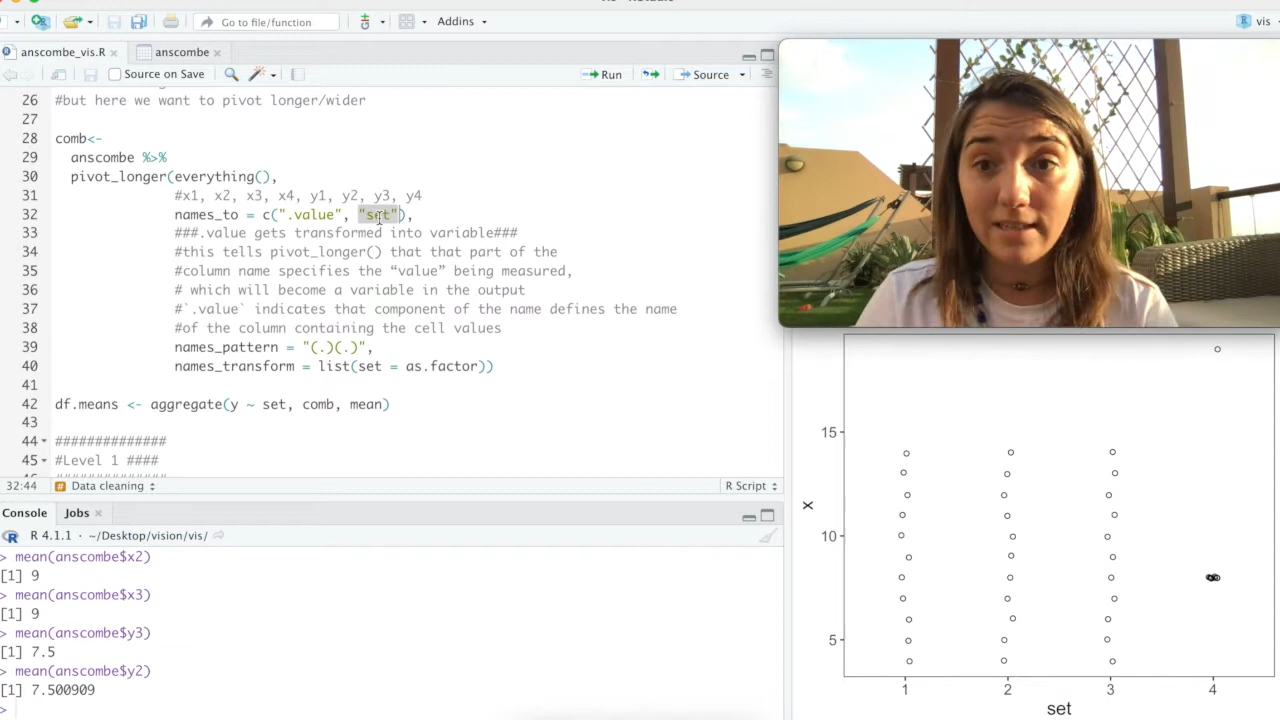 Go to file/function
Addins
vis
anscombe_vis.R
anscombe
Source on Save
Run
Source
26 #but here we want to pivot longer/wider
27
28 comb<-
29 anscombe %>%
30 pivot_longer(everything(),
31 #x1, x2, x3, x4, y1, y2, y3, y4
32 names_to = c(".value", "set"),
33 ###.value gets transformed into variable###
34 #this tells pivot_longer() that that part of the
35 #column name specifies the “value” being measured,
36 # which will become a variable in the output
37 #`.value` indicates that component of the name defines the name
38 #of the column containing the cell values
39 names_pattern = "(.)(.)",
40 names_transform = list(set = as.factor))
41
42 df.means <- aggregate(y ~ set, comb, mean)
43
44 ##############
45 #Level 1 ####
32:44 # Data cleaning R Script
Console Jobs
R 4.1.1 · ~/Desktop/vision/vis/
> mean(anscombe$x2)
[1] 9
> mean(anscombe$x3)
[1] 9
> mean(anscombe$y3)
[1] 7.5
> mean(anscombe$y2)
[1] 7.500909
>
15
10
5
x
1 2 3 4
set